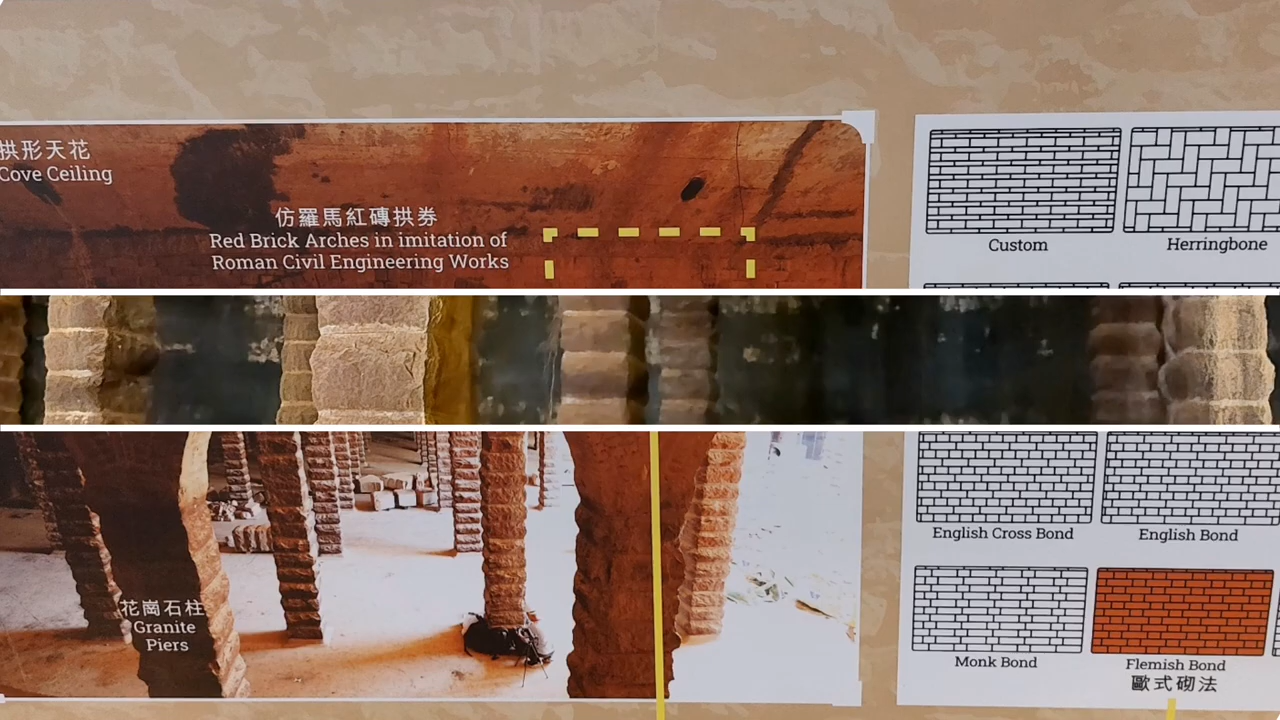 拱形天花
Cove Ceiling
仿羅馬紅磚拱券
Red Brick Arches in imitation of
Roman Civil Engineering Works
Custom
Herringbone
English Cross Bond
English Bond
花崗石柱
Granite
Piers
Monk Bond
Flemish Bond
歐式砌法